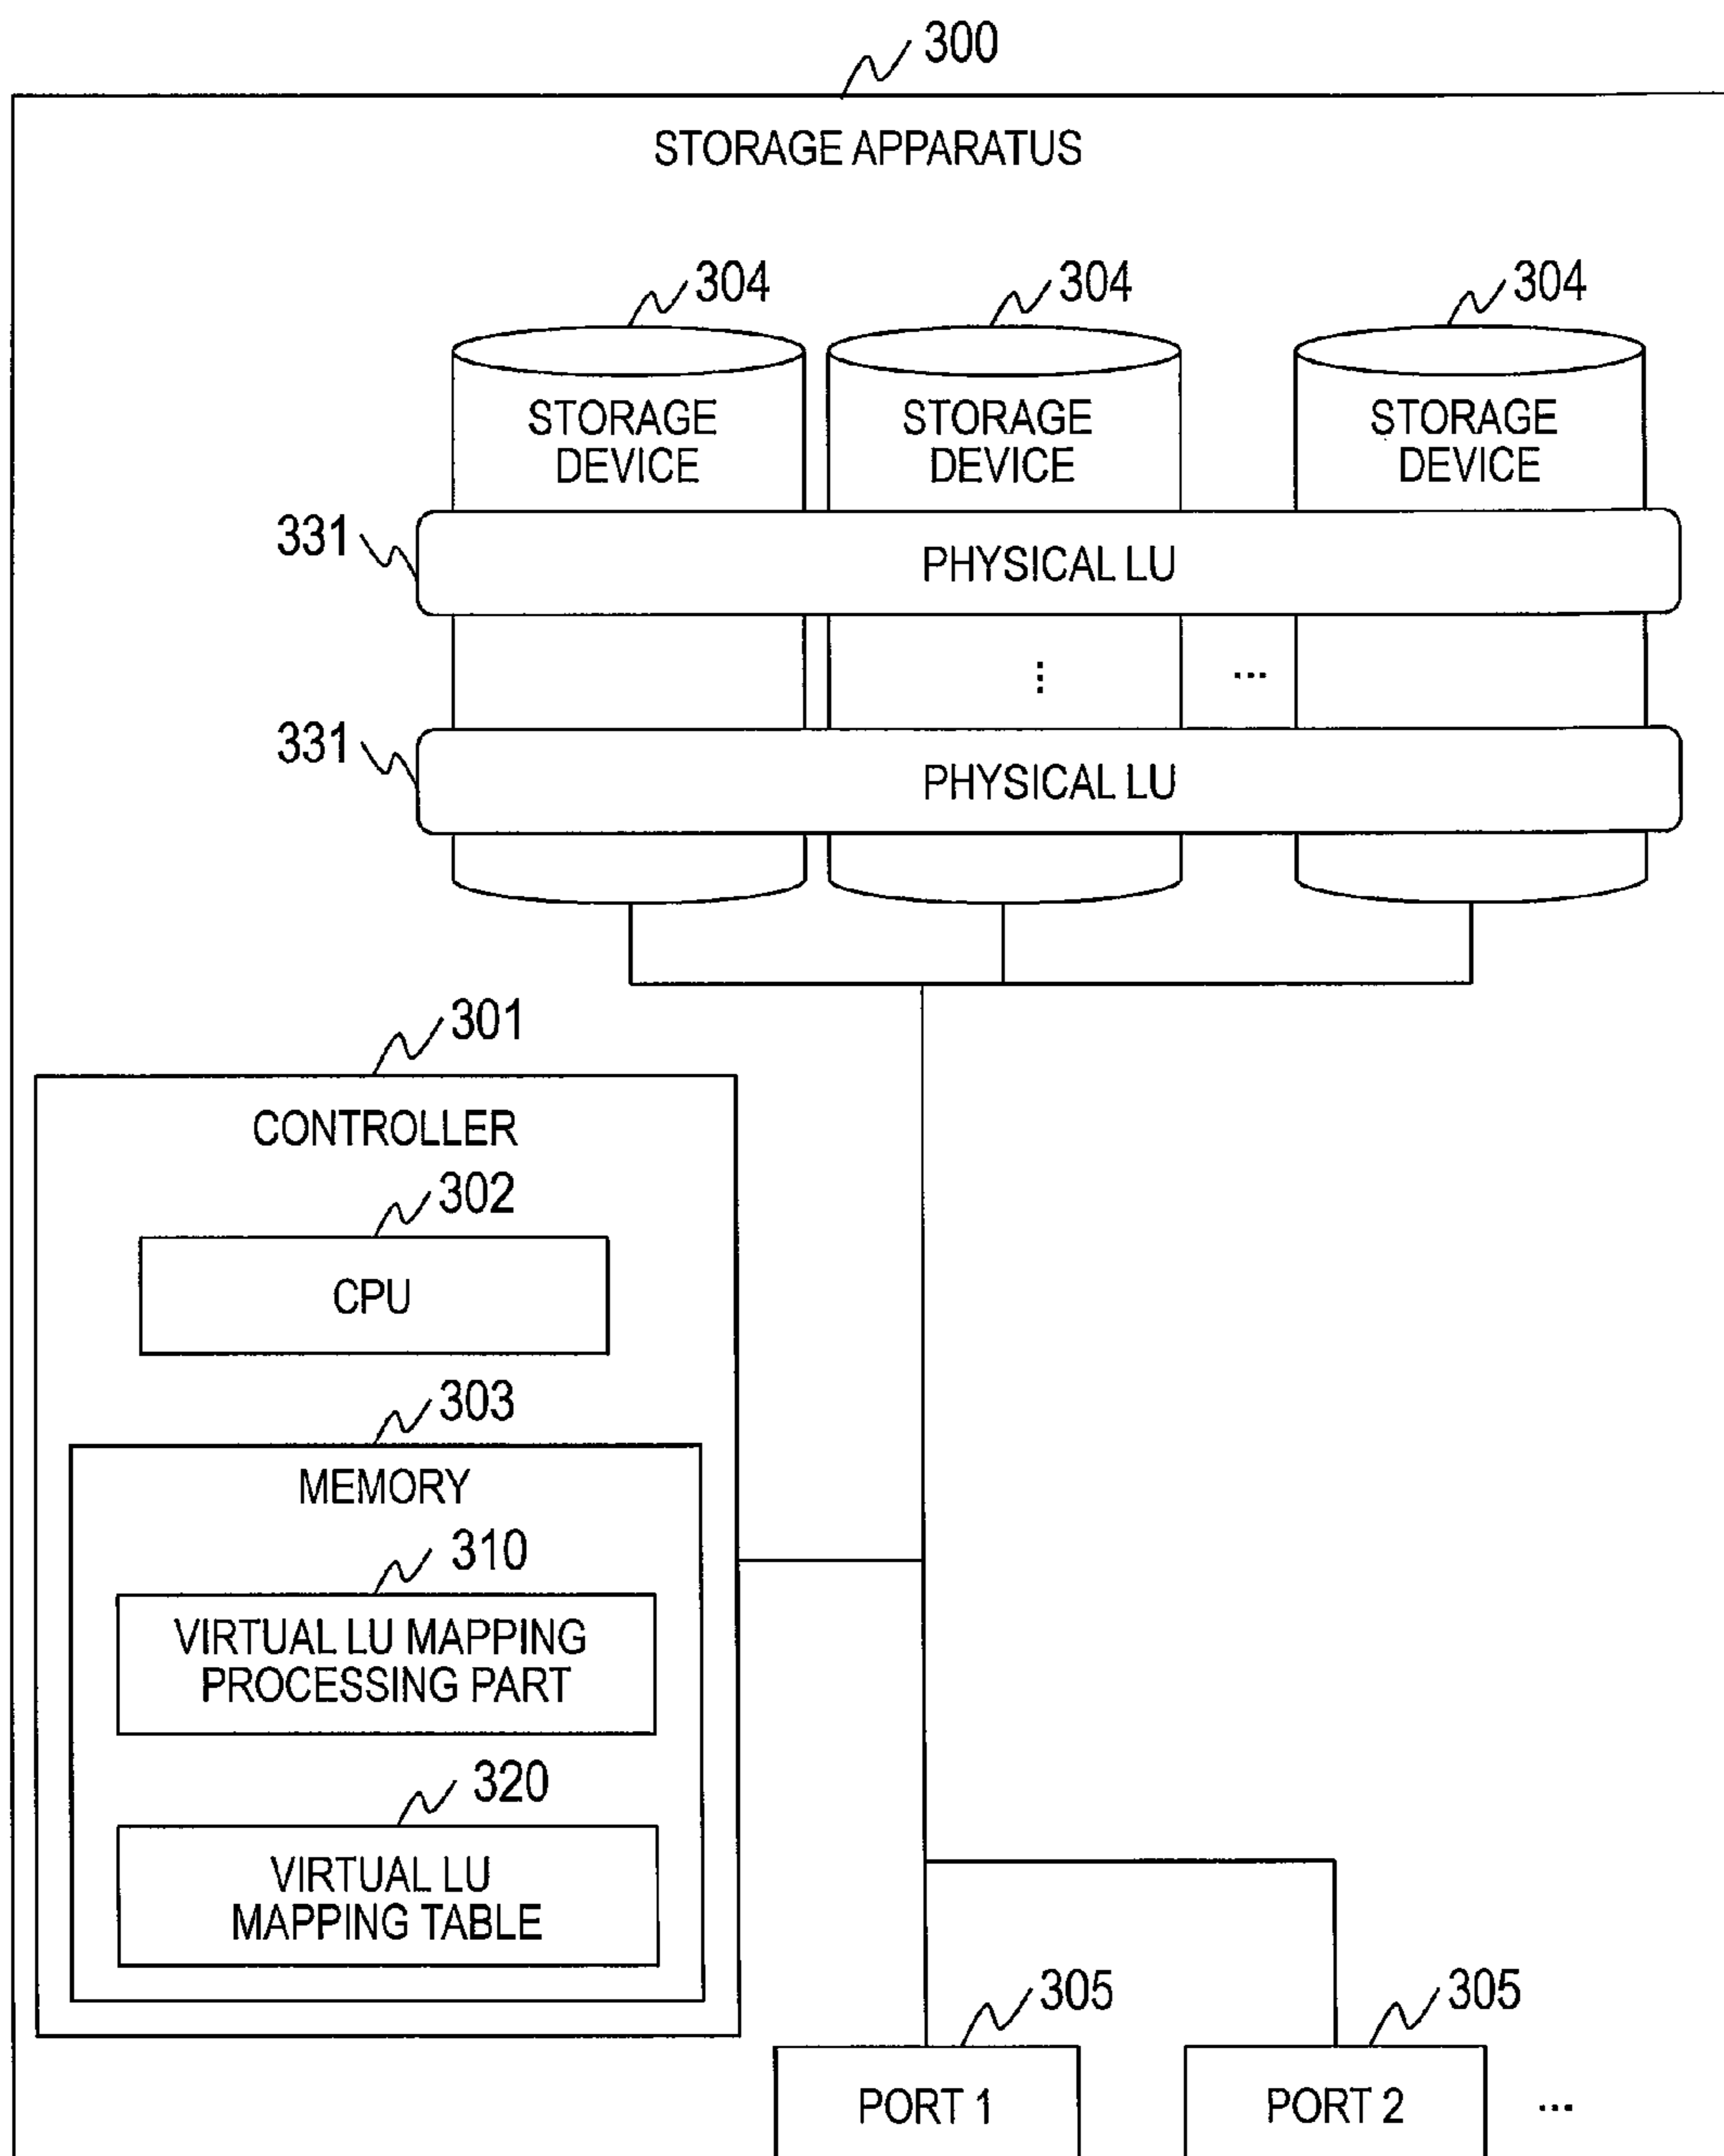 300
STORAGE APPARATUS
304
304
304
STORAGE
DEVICE
STORAGE
DEVICE
STORAGE
DEVICE
331
PHYSICAL LU
...
...
331
PHYSICAL LU
301
CONTROLLER
302
CPU
303
MEMORY
310
VIRTUAL LU MAPPING
PROCESSING PART
320
VIRTUAL LU
MAPPING TABLE
305
305
PORT 1
PORT 2
...